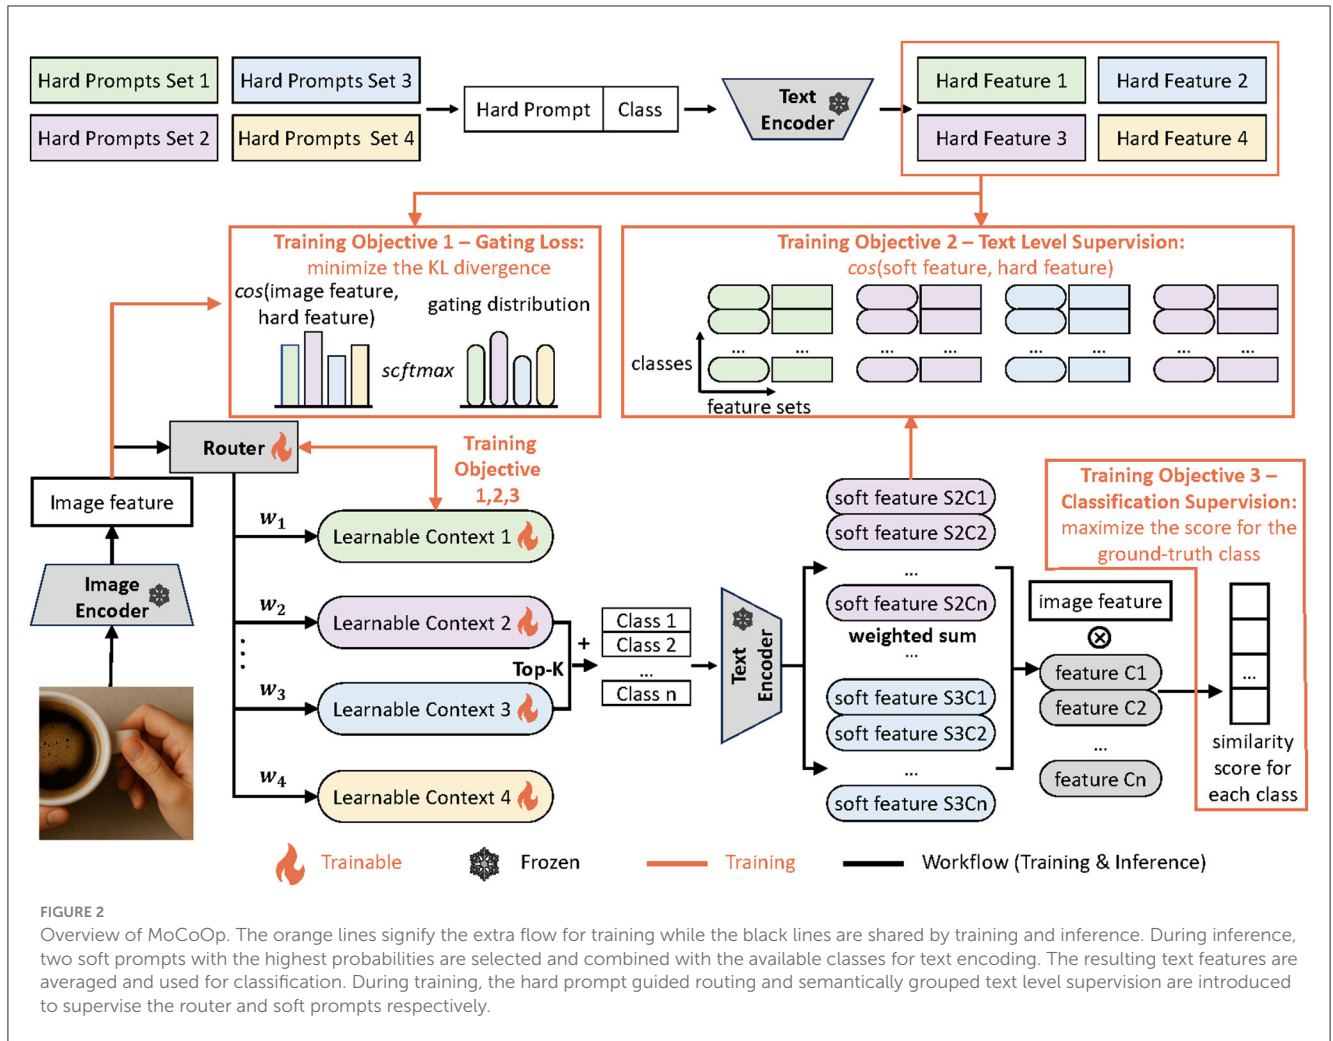 Hard Prompts Set 1
Hard Prompts Set 3
Hard Prompts Set 2
Hard Prompts Set 4
Hard Prompt
Class
Text
Encoder
Hard Feature 1
Hard Feature 2
Hard Feature 3
Hard Feature 4
Training Objective 1 – Gating Loss:
minimize the KL divergence
cos(image feature,
hard feature)
gating distribution
scftmax
Training Objective 2 – Text Level Supervision:
cos(soft feature, hard feature)
... ...
... ...
... ...
... ...
classes
feature sets
Router
Training
Objective
1,2,3
Image feature
Image
Encoder
w1
Learnable Context 1
w2
Learnable Context 2
⋮
w3
Learnable Context 3
w4
Learnable Context 4
Top-K
+
Class 1
Class 2
...
Class n
Text
Encoder
soft feature S2C1
soft feature S2C2
...
soft feature S2Cn
weighted sum
...
soft feature S3C1
soft feature S3C2
...
soft feature S3Cn
Training Objective 3 –
Classification Supervision:
maximize the score for the
ground-truth class
image feature
⊗
feature C1
feature C2
...
feature Cn
...
similarity
score for
each class
Trainable
Frozen
Training
Workflow (Training & Inference)
FIGURE 2
Overview of MoCoOp. The orange lines signify the extra flow for training while the black lines are shared by training and inference. During inference,
two soft prompts with the highest probabilities are selected and combined with the available classes for text encoding. The resulting text features are
averaged and used for classification. During training, the hard prompt guided routing and semantically grouped text level supervision are introduced
to supervise the router and soft prompts respectively.